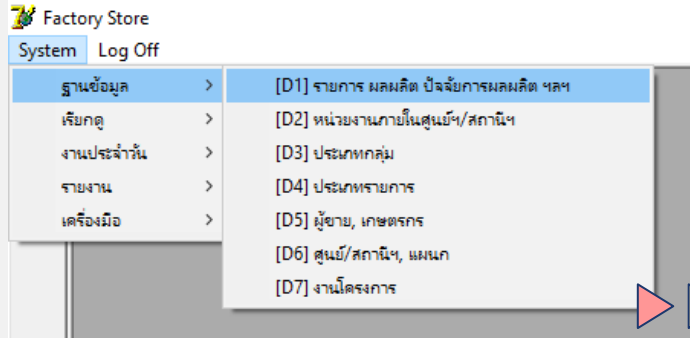 Factory Store
System Log Off
ฐานข้อมูล
เรียกดู
งานประจำวัน
รายงาน
เครื่องมือ
[D1] รายการ ผลผลิต ปัจจัยการผลผลิต ฯลฯ
[D2] หน่วยงานภายในศูนย์ฯ/สถานีฯ
[D3] ประเภทกลุ่ม
[D4] ประเภทรายการ
[D5] ผู้ขาย, เกษตรกร
[D6] ศูนย์/สถานีฯ, แผนก
[D7] งานโครงการ